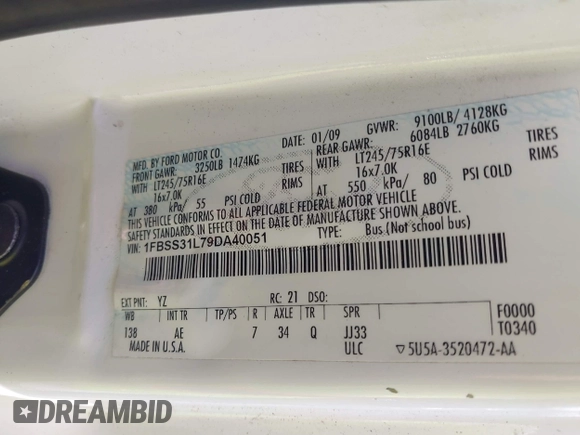 MFD. BY FORD MOTOR CO.
01/09
GVWR: 9100LB/ 4128KG
FRONT GAWR: 3250LB 1474KG
REAR GAWR: 6084LB 2760KG
WITH LT245/75R16E TIRES
WITH LT245/75R16E TIRES
16x7.0K RIMS
16x7.0K RIMS
AT 380 kPa/ 55 PSI COLD
AT 550 kPa/ 80 PSI COLD
THIS VEHICLE CONFORMS TO ALL APPLICABLE FEDERAL MOTOR VEHICLE
SAFETY STANDARDS IN EFFECT ON THE DATE OF MANUFACTURE SHOWN ABOVE.
VIN: 1FBSS31L79DA40051
TYPE: Bus (Not school bus)
EXT PNT: YZ RC: 21 DSO:
WB INT TR TP/PS R AXLE TR SPR
F0000
138 AE 7 34 Q JJ33
T0340
MADE IN U.S.A. ULC ▽5U5A-3520472-AA
DREAMBID